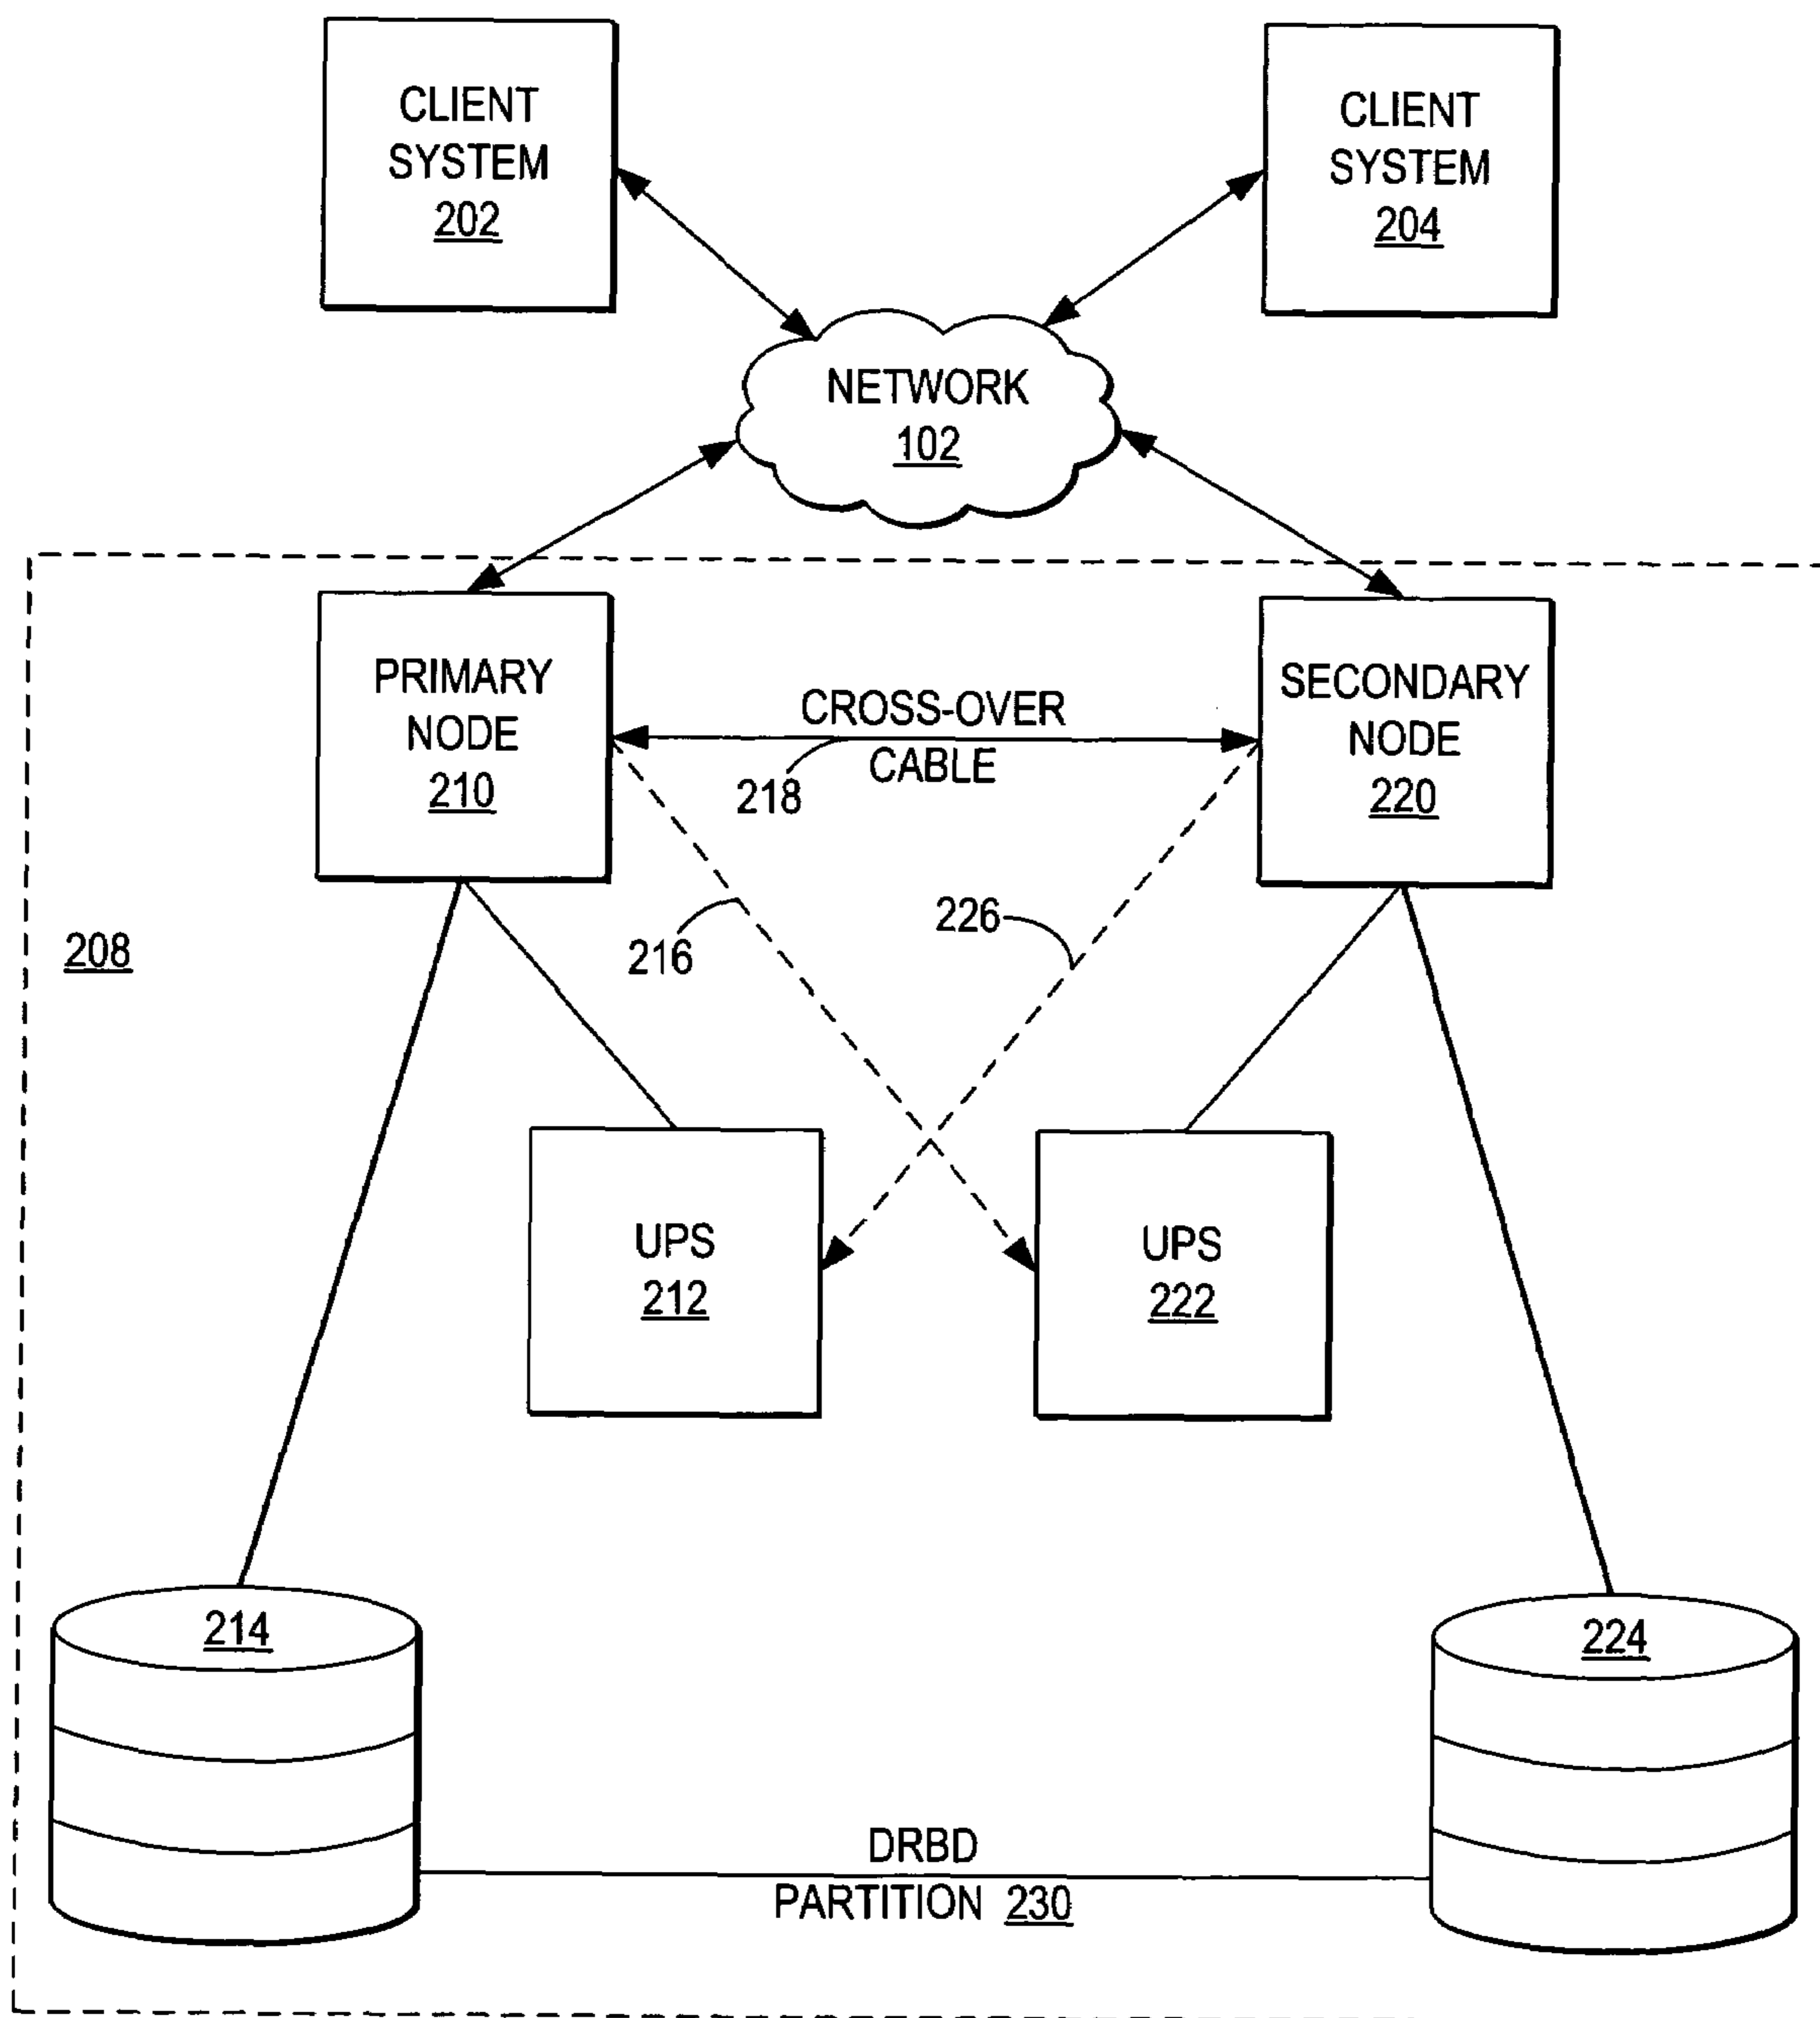 CLIENT
SYSTEM
202
CLIENT
SYSTEM
204
NETWORK
102
PRIMARY
NODE
210
CROSS-OVER
CABLE
218
SECONDARY
NODE
220
208
216
226
UPS
212
UPS
222
214
224
DRBD
PARTITION 230